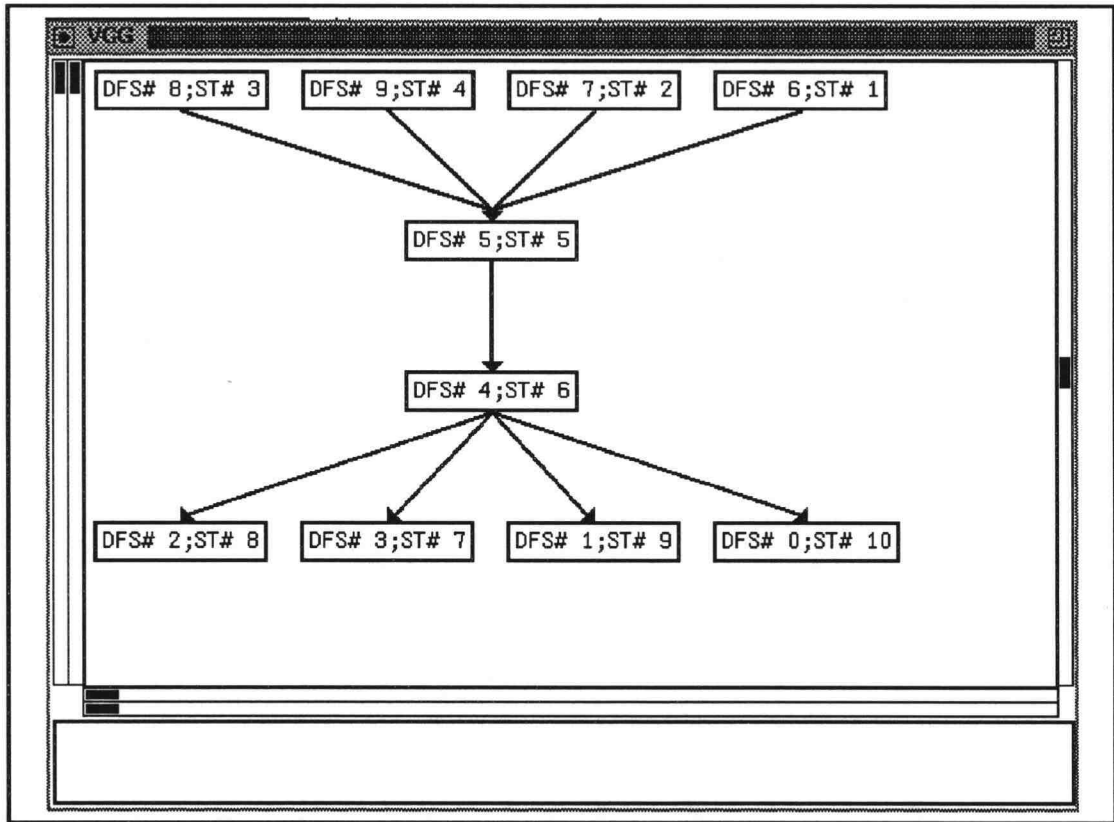 VGG
DFS# 8;ST# 3 DFS# 9;ST# 4 DFS# 7;ST# 2 DFS# 6;ST# 1
DFS# 5;ST# 5
DFS# 4;ST# 6
DFS# 2;ST# 8 DFS# 3;ST# 7 DFS# 1;ST# 9 DFS# 0;ST# 10